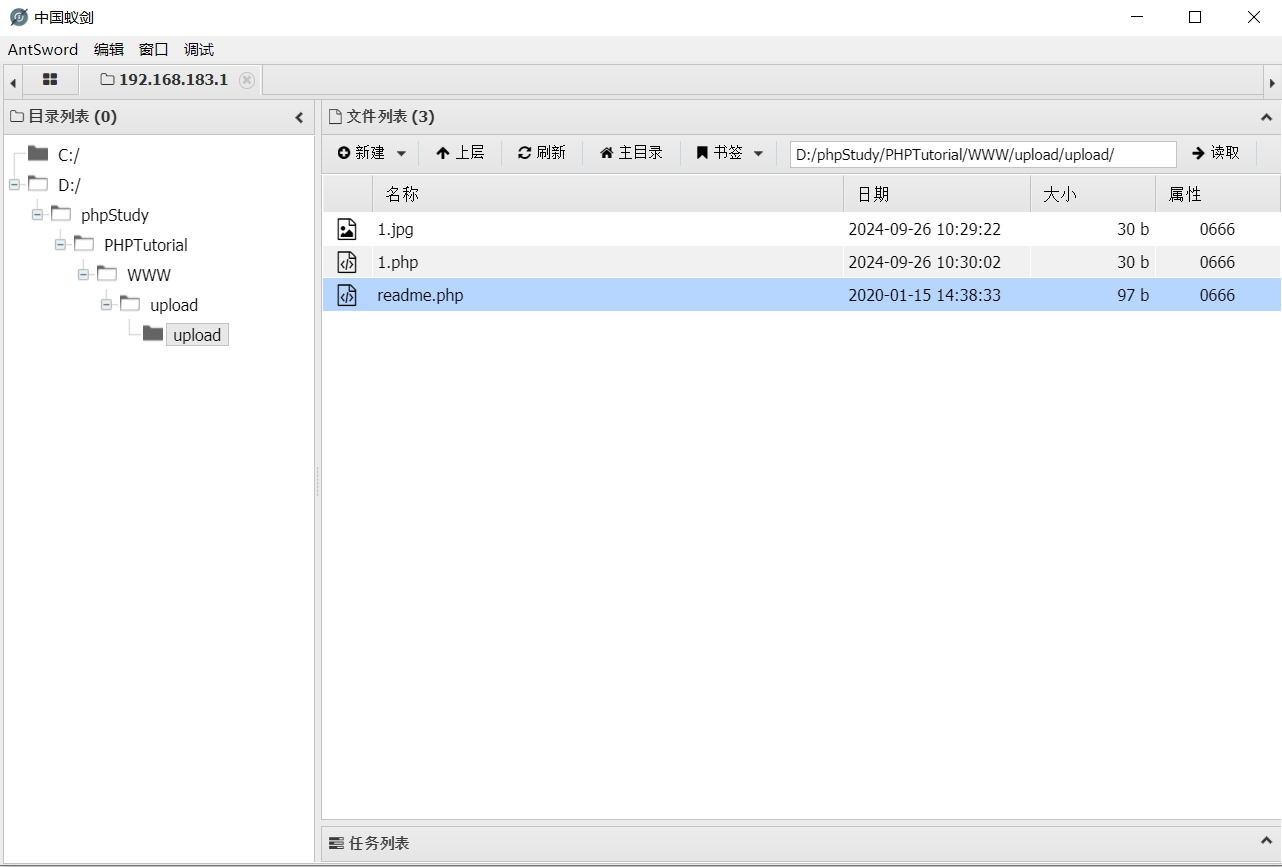 中国蚁剑
AntSword 编辑 窗口 调试
192.168.183.1
目录列表 (0)
C:/
D:/
phpStudy
PHPTutorial
WWW
upload
upload
文件列表 (3)
新建 上层 刷新 主目录 书签 D:/phpStudy/PHPTutorial/WWW/upload/upload/ 读取
名称 日期 大小 属性
1.jpg 2024-09-26 10:29:22 30 b 0666
1.php 2024-09-26 10:30:02 30 b 0666
readme.php 2020-01-15 14:38:33 97 b 0666
任务列表